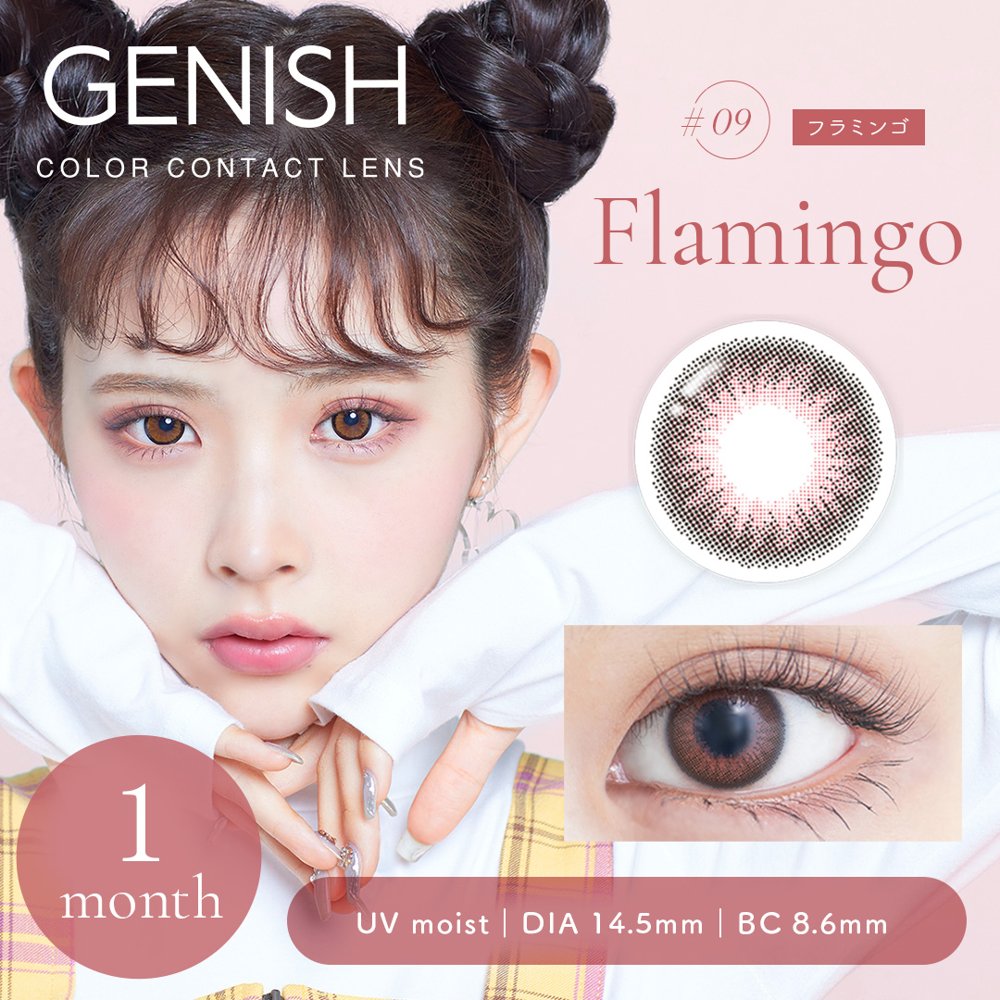 GENISH
COLOR CONTACT LENS
#09
フラミンゴ
Flamingo
1
month
UV moist | DIA 14.5mm | BC 8.6mm